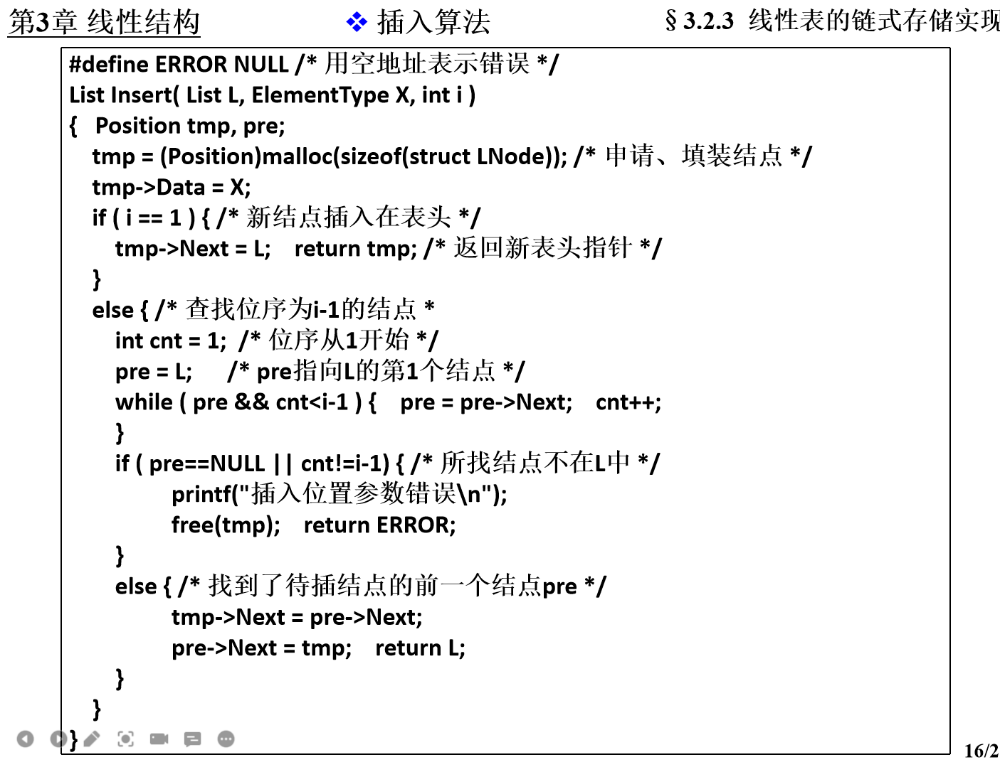 第3章 线性结构
❖ 插入算法
§3.2.3 线性表的链式存储实现
#define ERROR NULL /* 用空地址表示错误 */
List Insert( List L, ElementType X, int i )
{ Position tmp, pre;
tmp = (Position)malloc(sizeof(struct LNode)); /* 申请、填装结点 */
tmp->Data = X;
if ( i == 1 ) { /* 新结点插入在表头 */
tmp->Next = L; return tmp; /* 返回新表头指针 */
}
else { /* 查找位序为i-1的结点 *
int cnt = 1; /* 位序从1开始 */
pre = L; /* pre指向L的第1个结点 */
while ( pre && cnt<i-1 ) { pre = pre->Next; cnt++;
}
if ( pre==NULL || cnt!=i-1) { /* 所找结点不在L中 */
printf("插入位置参数错误\n");
free(tmp); return ERROR;
}
else { /* 找到了待插结点的前一个结点pre */
tmp->Next = pre->Next;
pre->Next = tmp; return L;
}
}
}
16/2